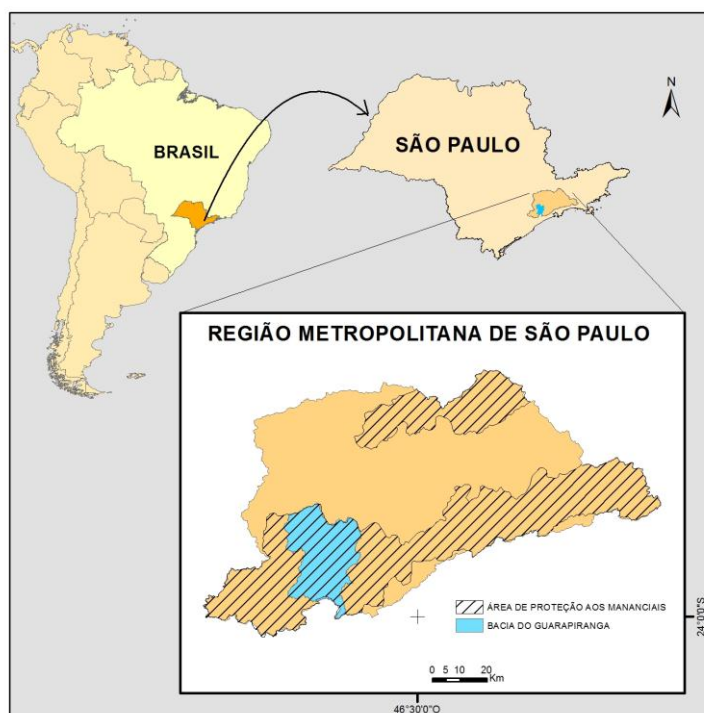 N
BRASIL
SÃO PAULO
REGIÃO METROPOLITANA DE SÃO PAULO
ÁREA DE PROTEÇÃO AOS MANANCIAIS
BACIA DO GUARAPIRANGA
24°0'0"S
0 5 10 20
Km
46°30'0"O